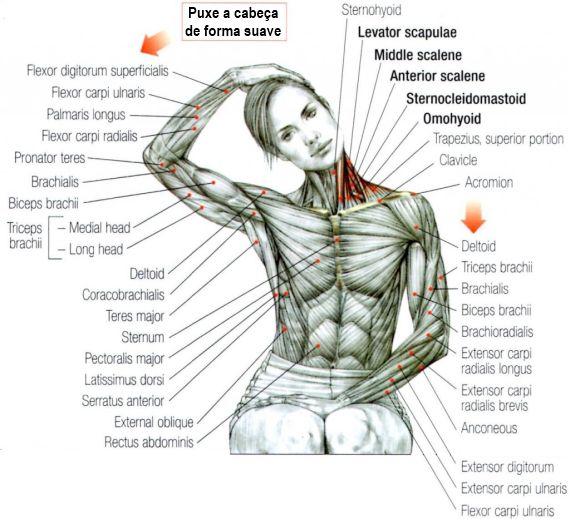 Puxe a cabeça
de forma suave
Sternohyoid
Levator scapulae
Middle scalene
Anterior scalene
Sternocleidomastoid
Omohyoid
Trapezius, superior portion
Clavicle
Acromion
Flexor digitorum superficialis
Flexor carpi ulnaris
Palmaris longus
Flexor carpi radialis
Pronator teres
Brachialis
Biceps brachii
Triceps
brachii
Medial head
Long head
Deltoid
Coracobrachialis
Teres major
Sternum
Pectoralis major
Latissimus dorsi
Serratus anterior
External oblique
Rectus abdominis
Deltoid
Triceps brachii
Brachialis
Biceps brachii
Brachioradialis
Extensor carpi
radialis longus
Extensor carpi
radialis brevis
Anconeous
Extensor digitorum
Extensor carpi ulnaris
Flexor carpi ulnaris